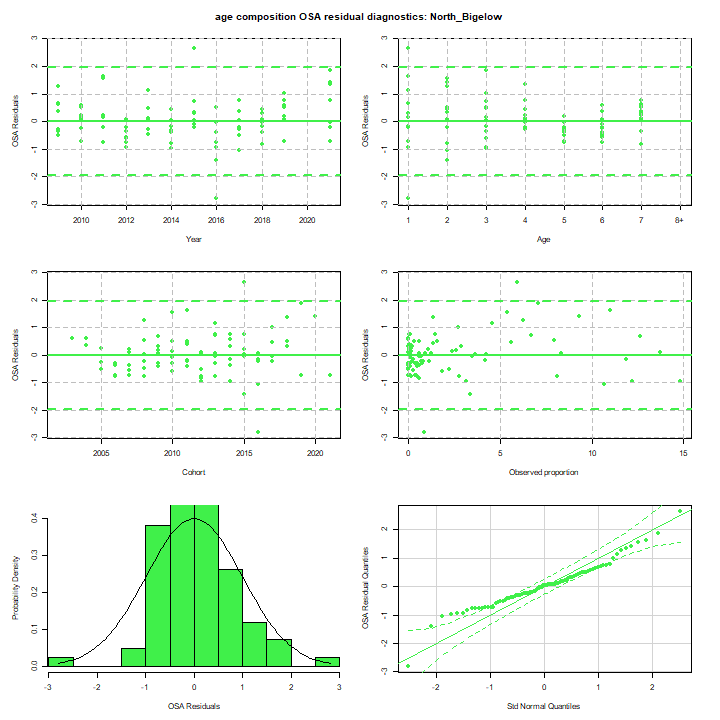 age composition OSA residual diagnostics: North_Bigelow
3
2
1
0
-1
-2
-3
OSA Residuals
2010 2012 2014 2016 2018 2020
Year
3
2
1
0
-1
-2
-3
OSA Residuals
1 2 3 4 5 6 7 8+
Age
3
2
1
0
-1
-2
-3
OSA Residuals
2005 2010 2015 2020
Cohort
3
2
1
0
-1
-2
-3
OSA Residuals
0 5 10 15
Observed proportion
0.4
0.3
0.2
0.1
0.0
Probability Density
-3 -2 -1 0 1 2 3
OSA Residuals
2
1
0
-1
-2
-3
OSA Residual Quantiles
-2 -1 0 1 2
Std Normal Quantiles